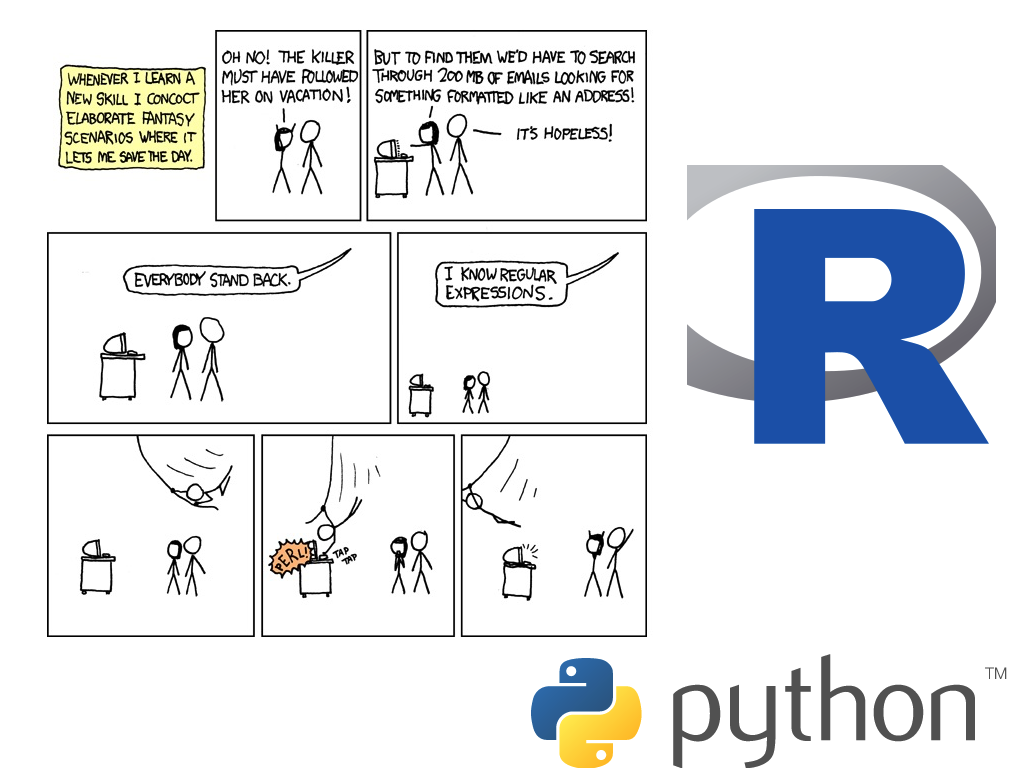 WHENEVER I LEARN A
NEW SKILL I CONCOCT
ELABORATE FANTASY
SCENARIOS WHERE IT
LETS ME SAVE THE DAY.
OH NO! THE KILLER
MUST HAVE FOLLOWED
HER ON VACATION!
BUT TO FIND THEM WE'D HAVE TO SEARCH
THROUGH 200 MB OF EMAILS LOOKING FOR
SOMETHING FORMATTED LIKE AN ADDRESS!
IT'S HOPELESS!
EVERYBODY STAND BACK.
I KNOW REGULAR
EXPRESSIONS.
PERL!
TAP
TAP
R
python
TM